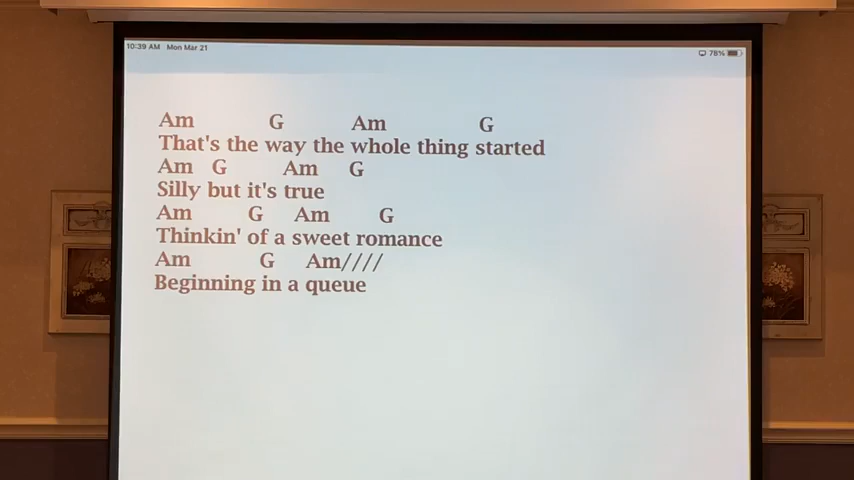 10:39 AM Mon Mar 21 78%
Am G Am G
That's the way the whole thing started
Am G Am G
Silly but it's true
Am G Am G
Thinkin' of a sweet romance
Am G Am////
Beginning in a queue